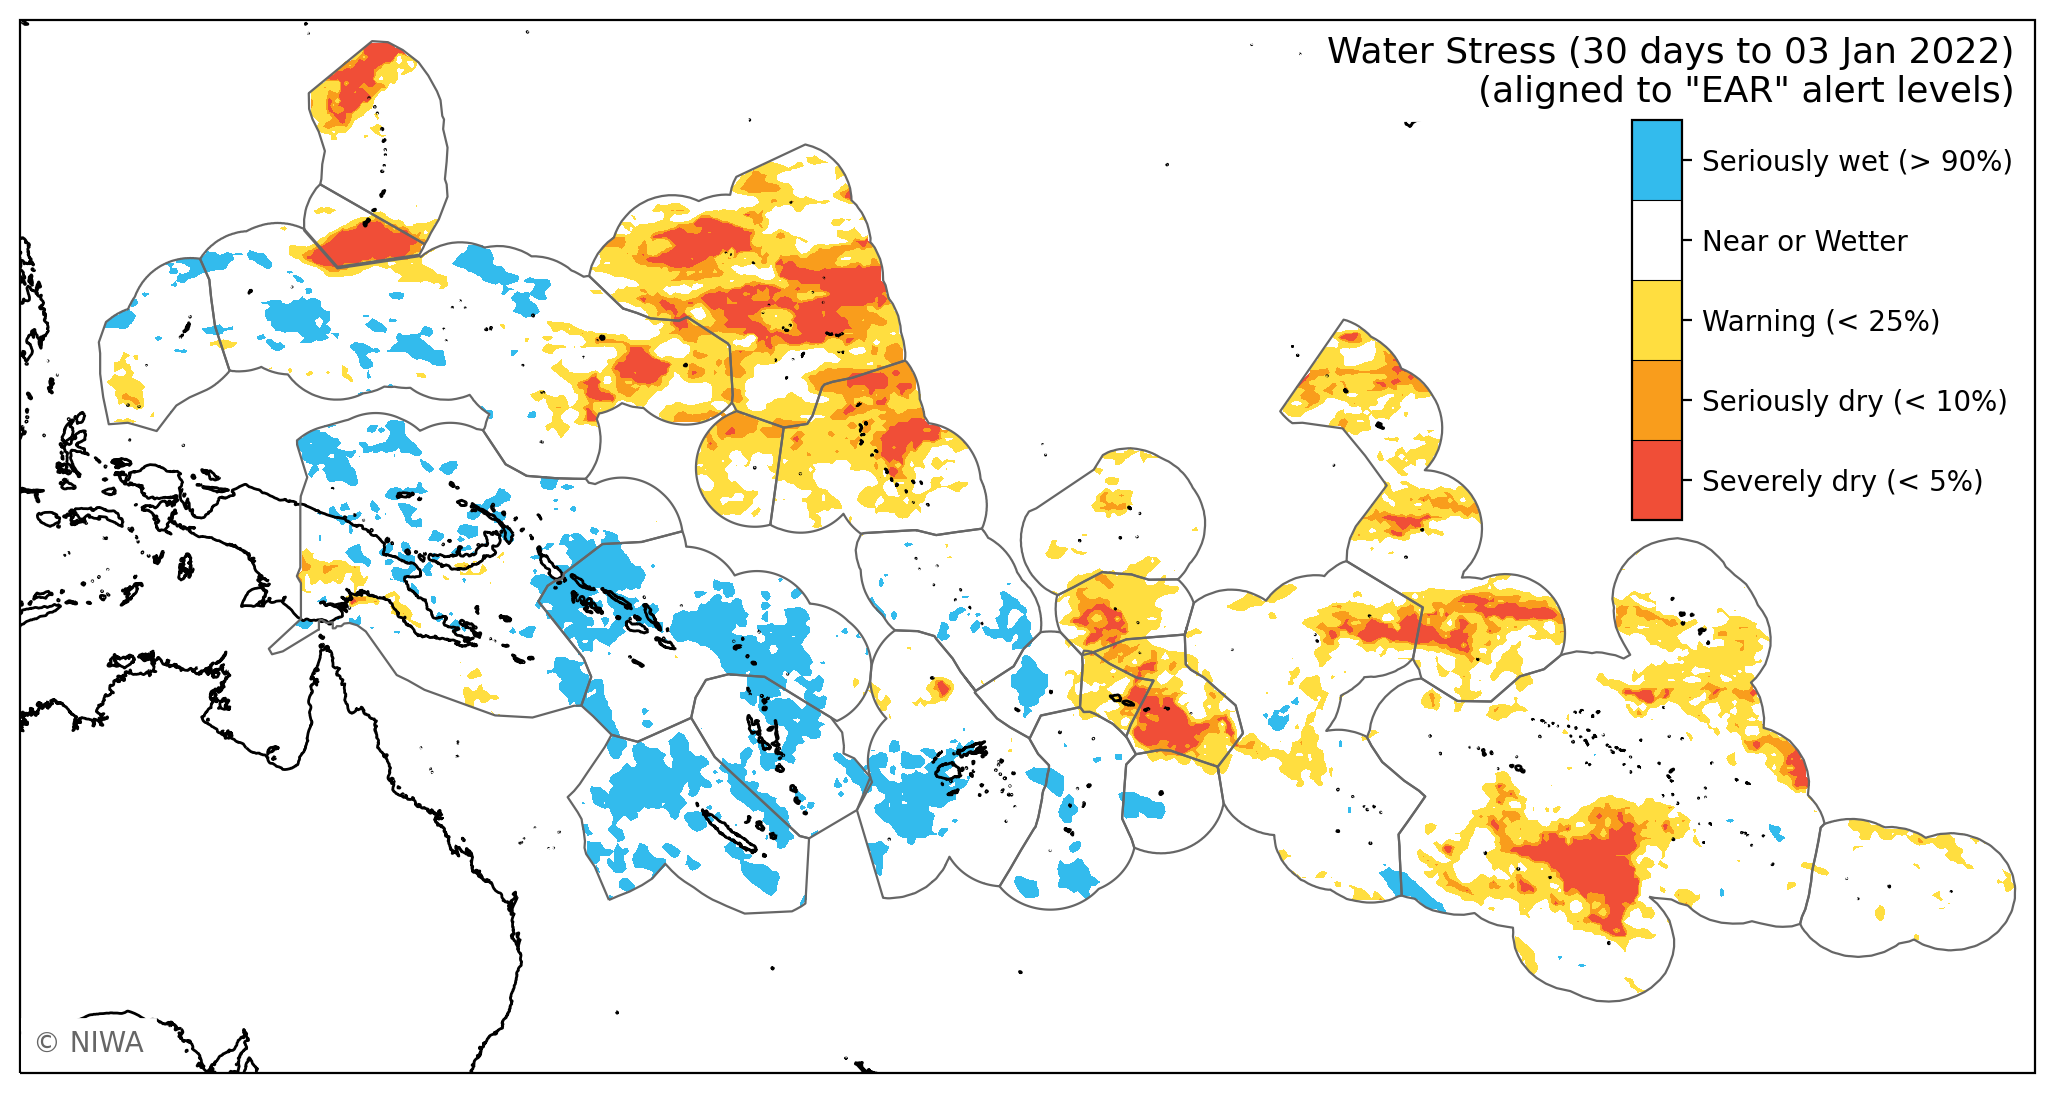 Water Stress (30 days to 03 Jan 2022)
(aligned to "EAR" alert levels)
Seriously wet (> 90%)
Near or Wetter
Warning (< 25%)
Seriously dry (< 10%)
Severely dry (< 5%)
© NIWA